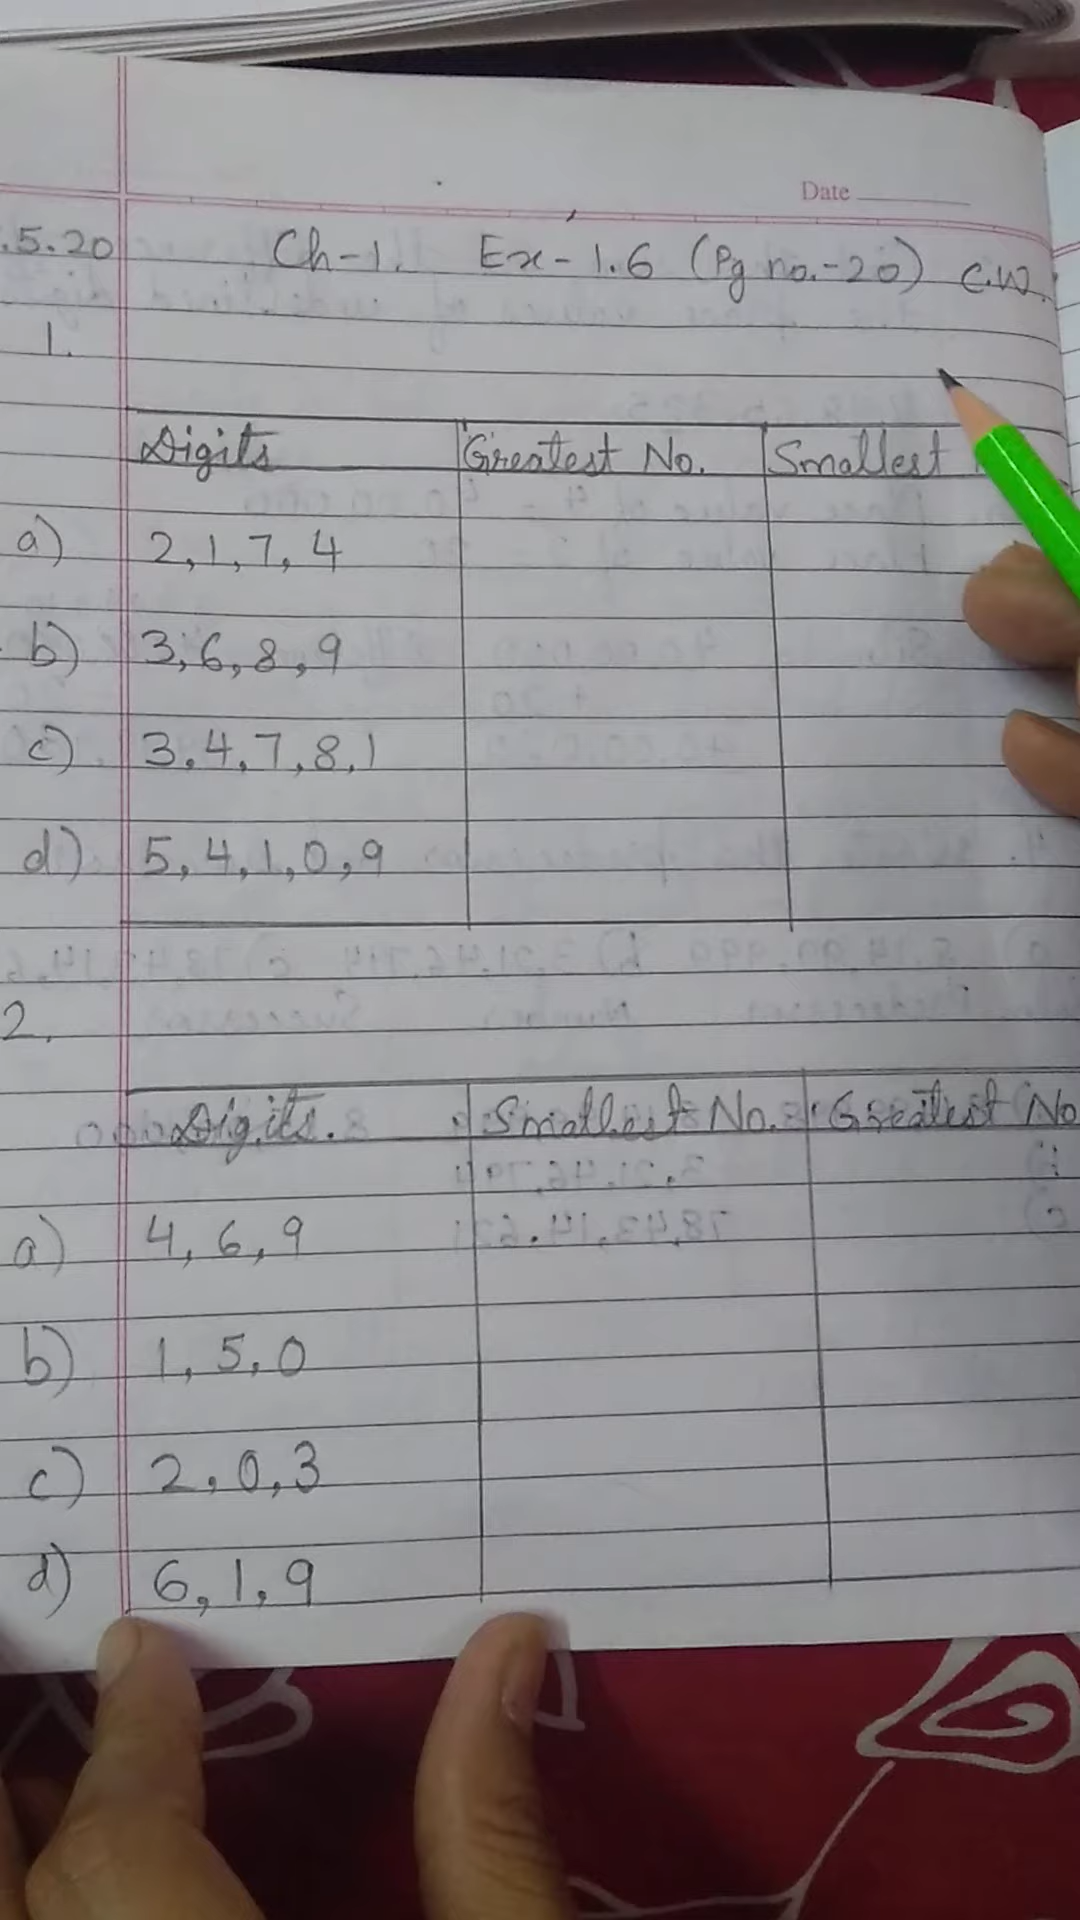 Date
.5.20 Ch-1. Ex-1.6 (Pg no.-20) C.W.
1.
Digits Greatest No. Smallest
a) 2,1,7,4
b) 3,6,8,9
c) 3,4,7,8,1
d) 5,4,1,0,9
2.
Digits. Smallest No. Greatest No
a) 4,6,9
b) 1,5,0
c) 2,0,3
d) 6,1,9